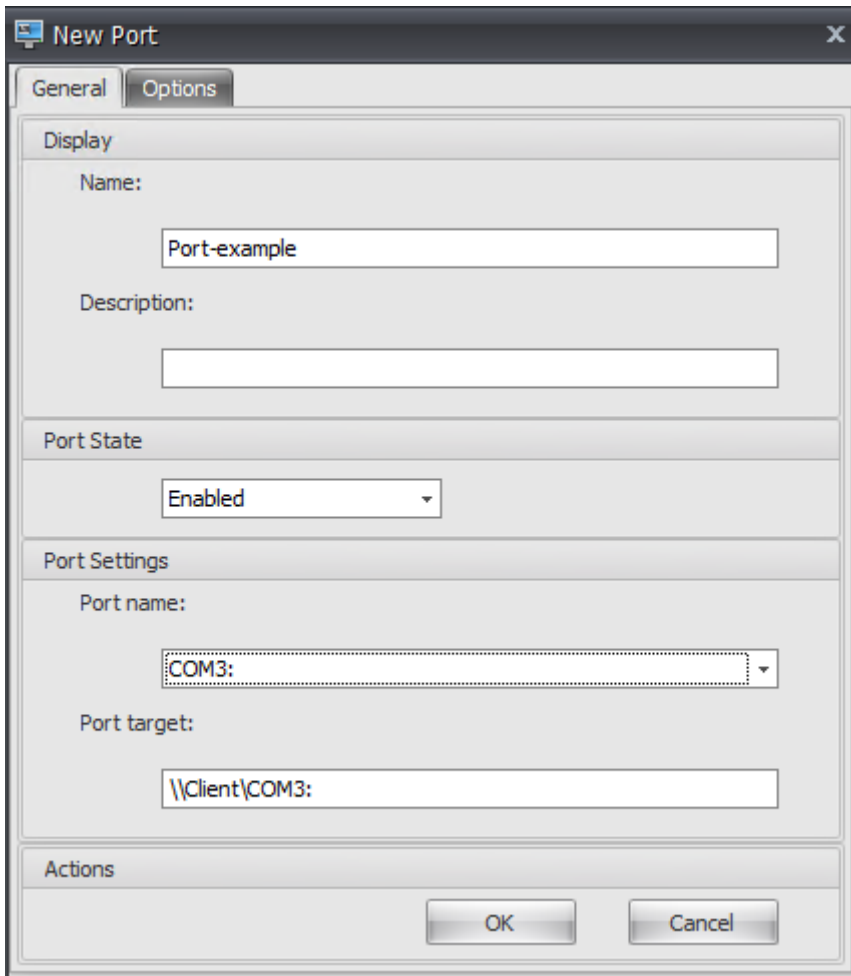 New Port
x
General Options
Display
Name:
Port-example
Description:
Port State
Enabled
Port Settings
Port name:
COM3:
Port target:
\\Client\COM3:
Actions
OK Cancel